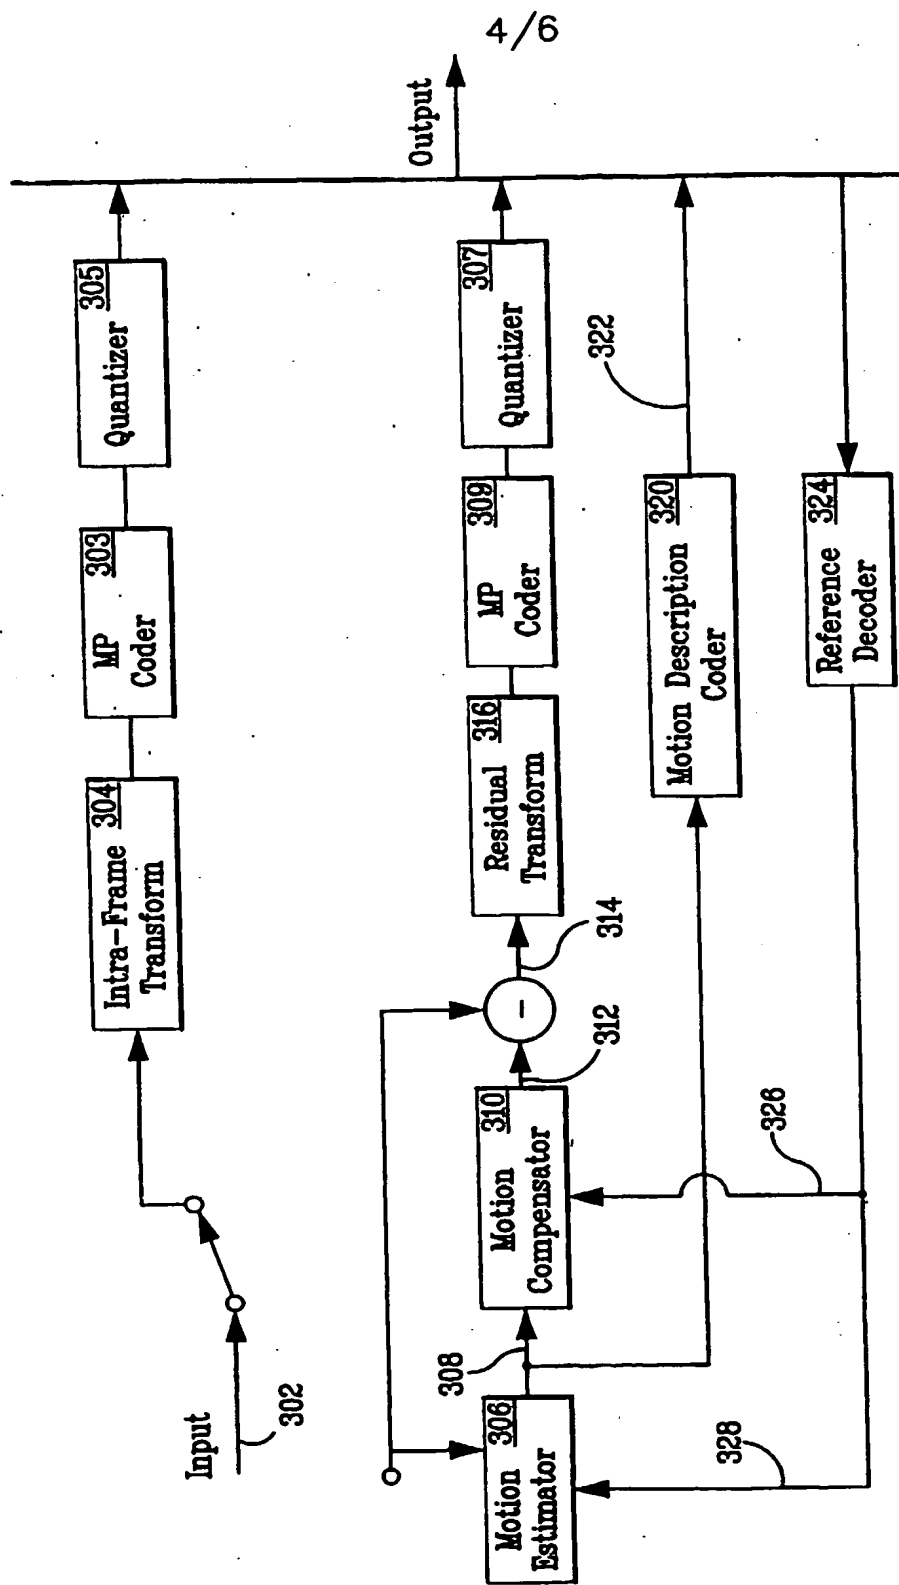 4/6
Input
302
Intra-Frame
Transform
304
MP
Coder
303
Quantizer
305
Output
Motion
Estimator
306
308
Motion
Compensator
310
312
314
Residual
Transform
316
MP
Coder
309
Quantizer
307
Motion Description
Coder
320
322
Reference
Decoder
324
326
328